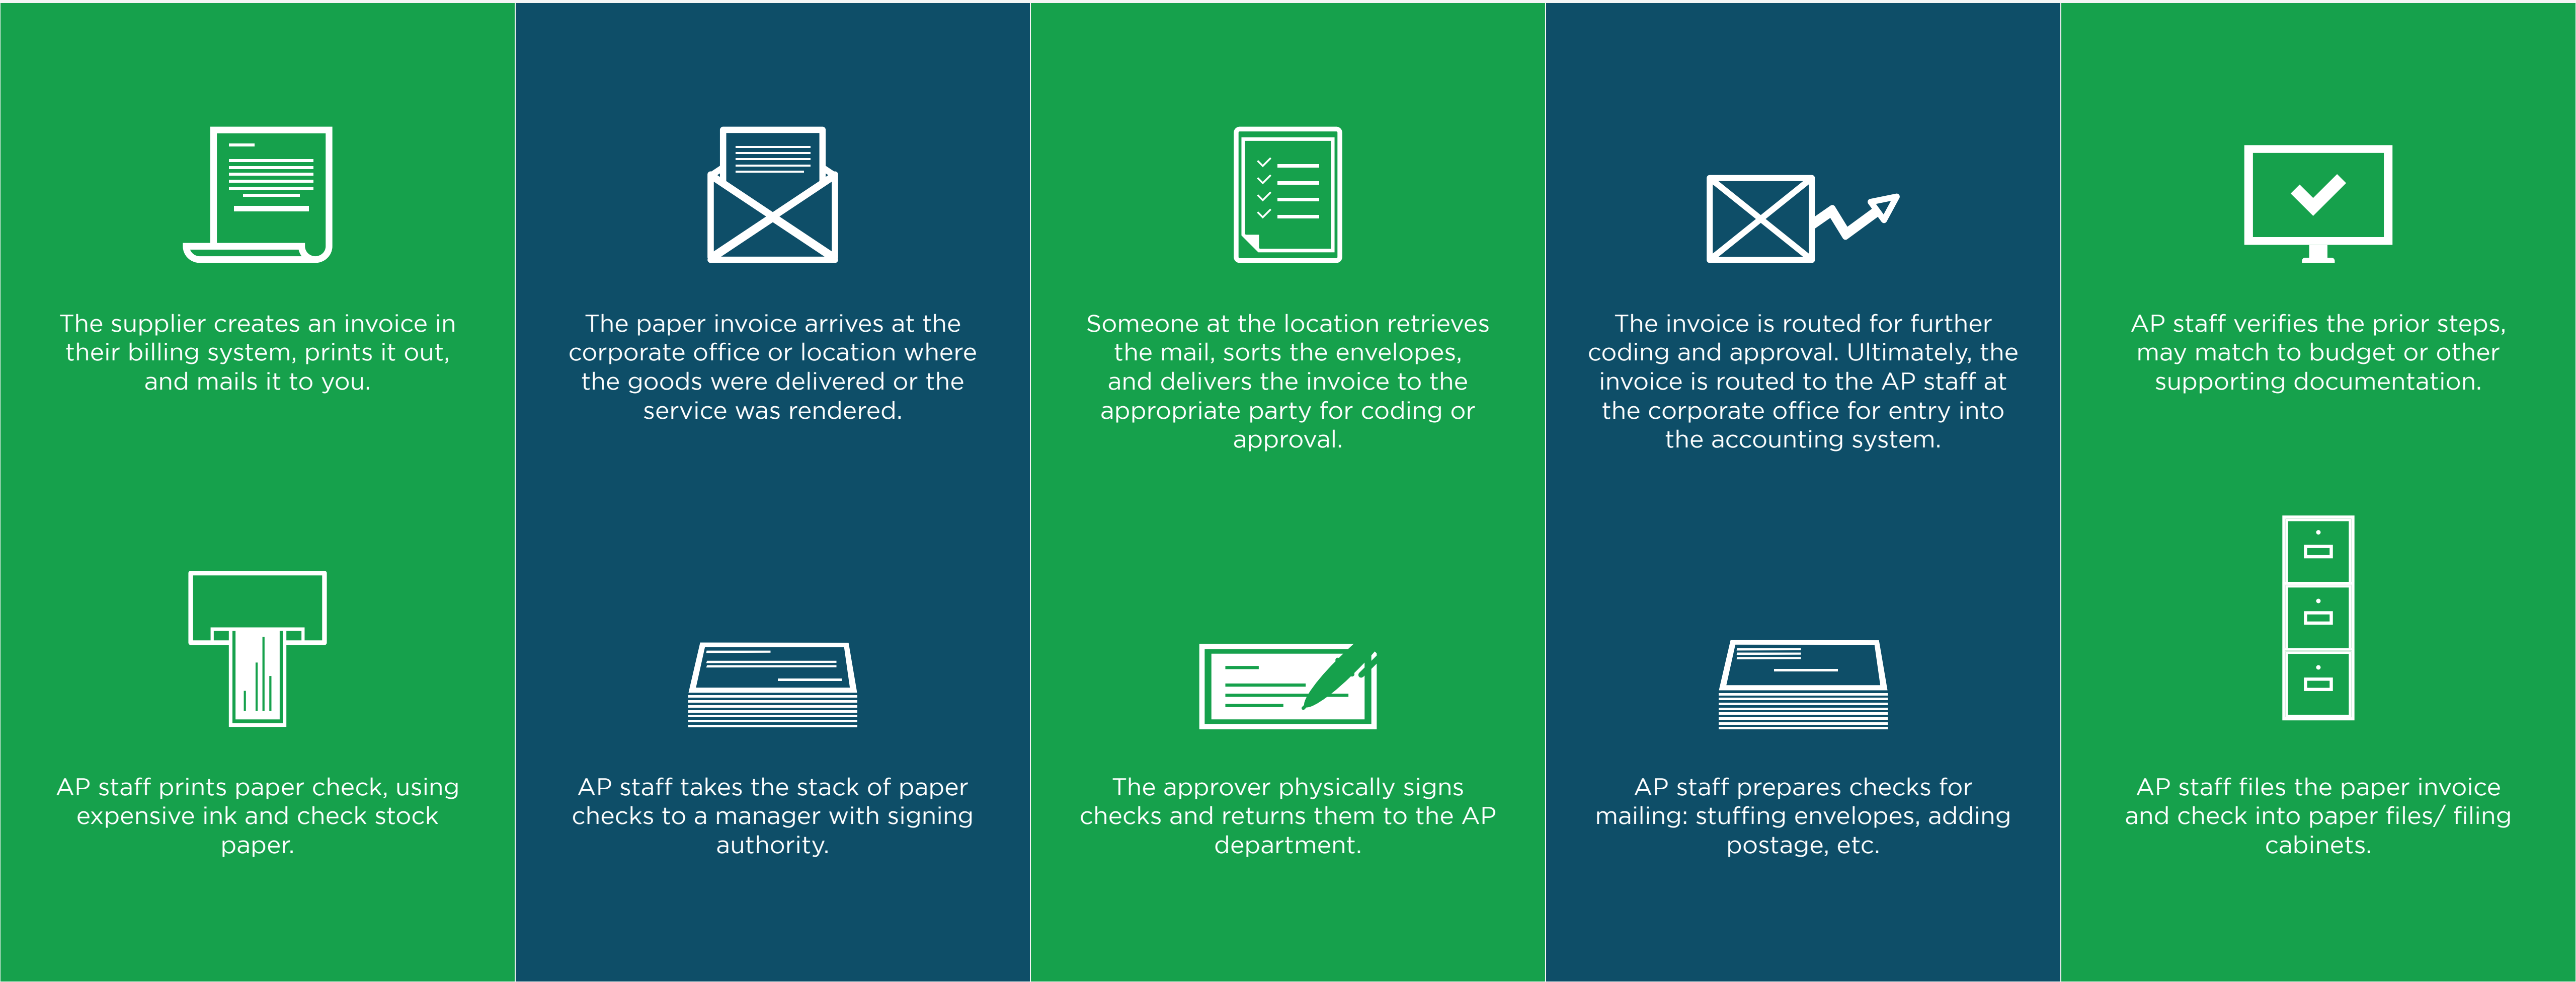 The supplier creates an invoice in
their billing system, prints it out,
and mails it to you.
The paper invoice arrives at the
corporate office or location where
the goods were delivered or the
service was rendered.
Someone at the location retrieves
the mail, sorts the envelopes,
and delivers the invoice to the
appropriate party for coding or
approval.
The invoice is routed for further
coding and approval. Ultimately, the
invoice is routed to the AP staff at
the corporate office for entry into
the accounting system.
AP staff verifies the prior steps,
may match to budget or other
supporting documentation.
AP staff prints paper check, using
expensive ink and check stock
paper.
AP staff takes the stack of paper
checks to a manager with signing
authority.
The approver physically signs
checks and returns them to the AP
department.
AP staff prepares checks for
mailing: stuffing envelopes, adding
postage, etc.
AP staff files the paper invoice
and check into paper files/ filing
cabinets.